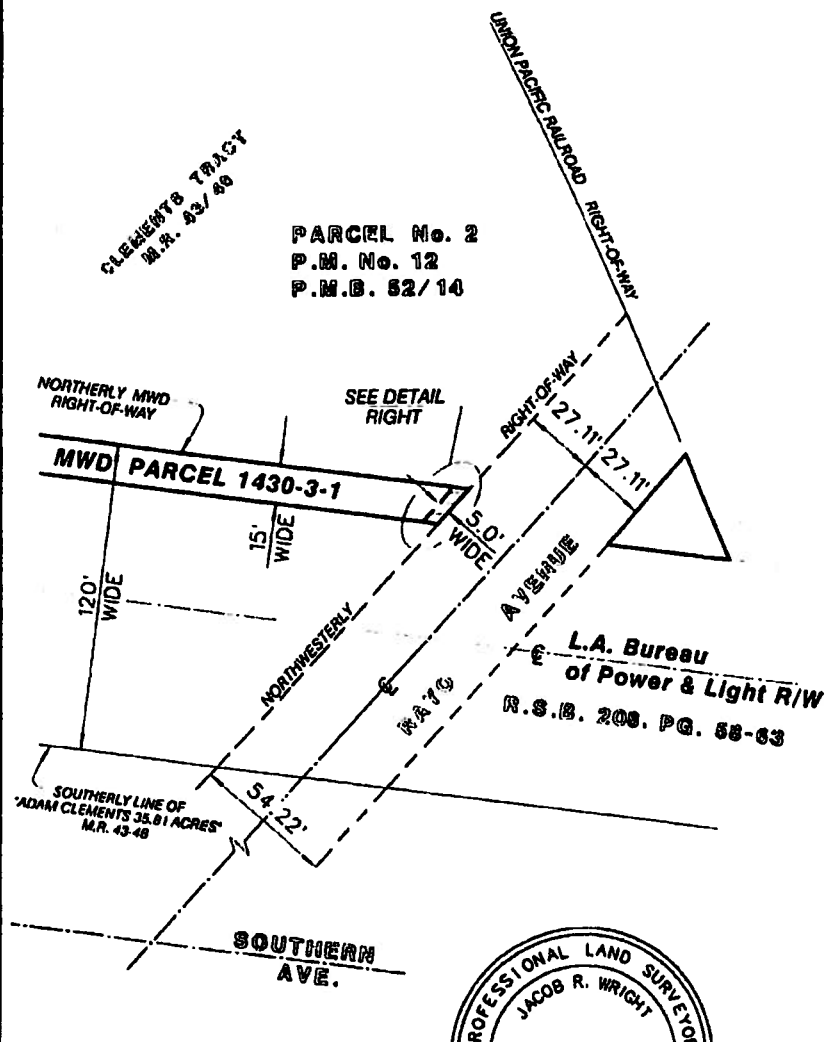 UNION PACIFIC RAILROAD RIGHT-OF-WAY
CLEMENTS TRACT
M.R. 43/46
PARCEL No. 2
P.M. No. 12
P.M.B. 52/14
NORTHERLY MWD
RIGHT-OF-WAY
SEE DETAIL
RIGHT
RIGHT-OF-WAY
27.11'
27.11'
MWD PARCEL 1430-3-1
5.0'
WIDE
15'
WIDE
120'
WIDE
AVENUE
NORTHWESTERLY
L.A. Bureau
of Power & Light R/W
R.S.B. 208. PG. 58-63
RAYO
54.22'
SOUTHERLY LINE OF
"ADAM CLEMENTS 35.81 ACRES"
M.R. 43-46
SOUTHERN
AVE.
PROFESSIONAL LAND SURVEYOR
JACOB R. WRIGHT